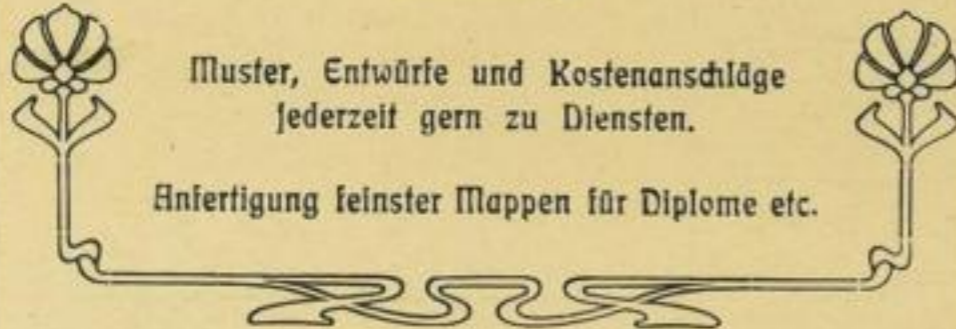 Muster, Entwürfe und Kostenanschläge
jederzeit gern zu Diensten.
Anfertigung feinster Mappen für Diplome etc.